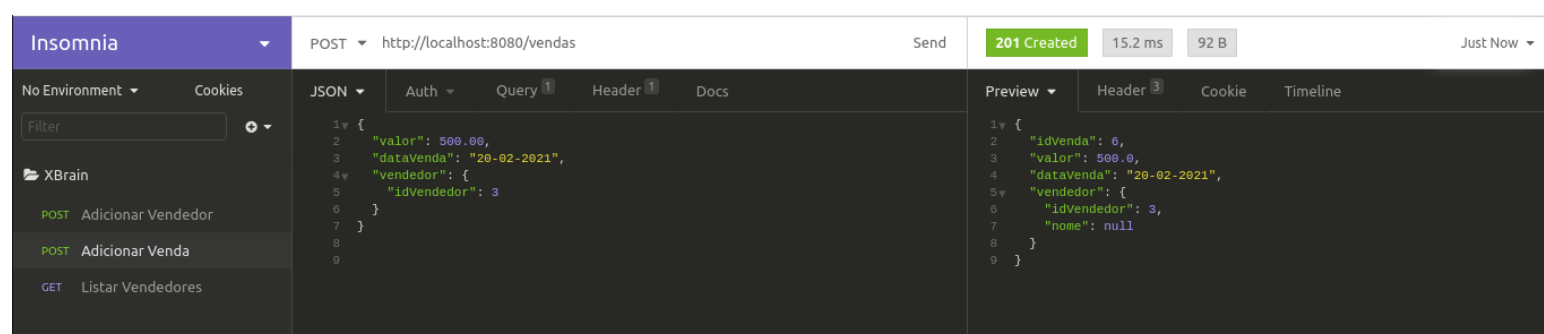 Insomnia
POST http://localhost:8080/vendas Send
201 Created 15.2 ms 92 B Just Now
No Environment Cookies
Filter
XBrain
POST Adicionar Vendedor
POST Adicionar Venda
GET Listar Vendedores
JSON Auth Query 1 Header 1 Docs
1 {
2 "valor": 500.00,
3 "dataVenda": "20-02-2021",
4 "vendedor": {
5 "idVendedor": 3
6 }
7 }
8
9
Preview Header 3 Cookie Timeline
1 {
2 "idVenda": 6,
3 "valor": 500.0,
4 "dataVenda": "20-02-2021",
5 "vendedor": {
6 "idVendedor": 3,
7 "nome": null
8 }
9 }